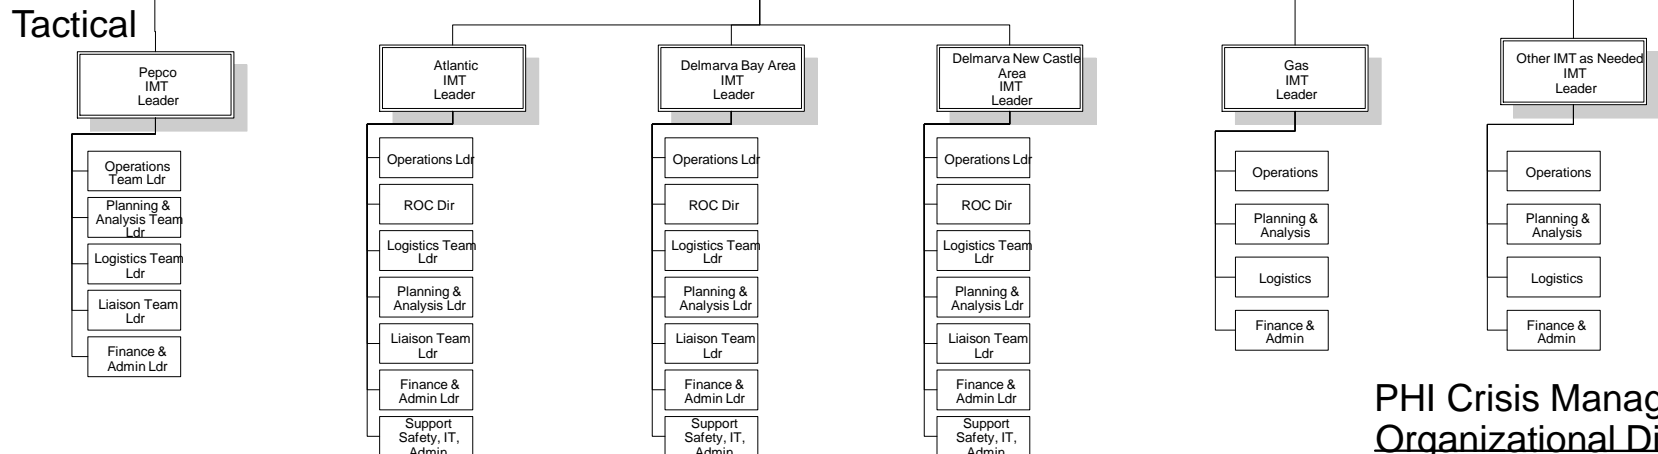 Tactical
Pepco
IMT
Leader
Operations
Team Ldr
Planning &
Analysis Team
Ldr
Logistics Team
Ldr
Liaison Team
Ldr
Finance &
Admin Ldr
Atlantic
IMT
Leader
Operations Ldr
ROC Dir
Logistics Team
Ldr
Planning &
Analysis Ldr
Liaison Team
Ldr
Finance &
Admin Ldr
Support
Safety, IT,
Admin
Delmarva Bay Area
IMT
Leader
Operations Ldr
ROC Dir
Logistics Team
Ldr
Planning &
Analysis Ldr
Liaison Team
Ldr
Finance &
Admin Ldr
Support
Safety, IT,
Admin
Delmarva New Castle
Area
IMT
Leader
Operations Ldr
ROC Dir
Logistics Team
Ldr
Planning &
Analysis Ldr
Liaison Team
Ldr
Finance &
Admin Ldr
Support
Safety, IT,
Admin
Gas
IMT
Leader
Operations
Planning &
Analysis
Logistics
Finance &
Admin
Other IMT as Needed
IMT
Leader
Operations
Planning &
Analysis
Logistics
Finance &
Admin
PHI Crisis Manag
Organizational Di